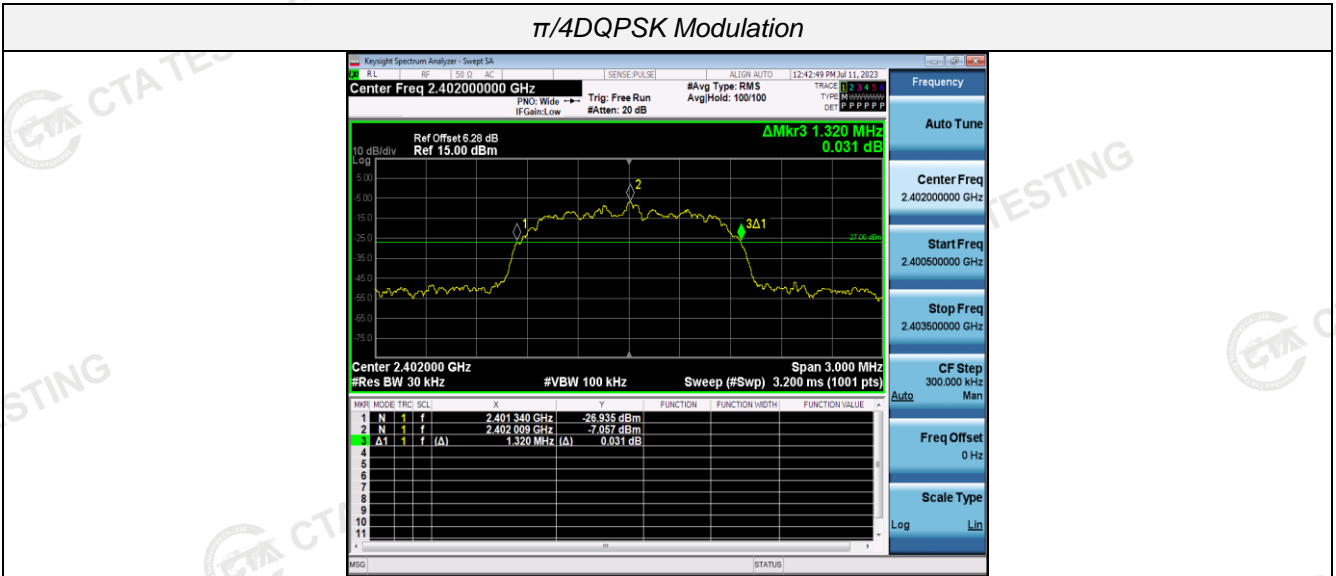 π/4DQPSK Modulation
Keysight Spectrum Analyzer - Swept SA
RL RF 50 Ω AC SENSE:PULSE ALIGN AUTO 12:42:49 PM Jul 11, 2023
Center Freq 2.402000000 GHz
PNO: Wide
IFGain:Low
Trig: Free Run
#Atten: 20 dB
#Avg Type: RMS
Avg|Hold: 100/100
TRACE 1 2 3 4 5 6
TYPE M WWWWW
DET P P P P P P
Frequency
Ref Offset 6.28 dB
10 dB/div Ref 15.00 dBm
Log
ΔMkr3 1.320 MHz
0.031 dB
5.00
-5.00
-15.0
-25.0
-35.0
-45.0
-55.0
-65.0
-75.0
1
2
3Δ1
-27.06 dBm
Center 2.402000 GHz Span 3.000 MHz
#Res BW 30 kHz #VBW 100 kHz Sweep (#Swp) 3.200 ms (1001 pts)
MKR MODE TRC SCL X Y FUNCTION FUNCTION WIDTH FUNCTION VALUE
1 N 1 f 2.401 340 GHz -26.935 dBm
2 N 1 f 2.402 009 GHz -7.057 dBm
3 Δ1 1 f (Δ) 1.320 MHz (Δ) 0.031 dB
4
5
6
7
8
9
10
11
MSG STATUS
Auto Tune
Center Freq
2.402000000 GHz
Start Freq
2.400500000 GHz
Stop Freq
2.403500000 GHz
CF Step
300.000 kHz
Auto Man
Freq Offset
0 Hz
Scale Type
Log Lin
CTA TESTING
TESTING
STING
CTA
C